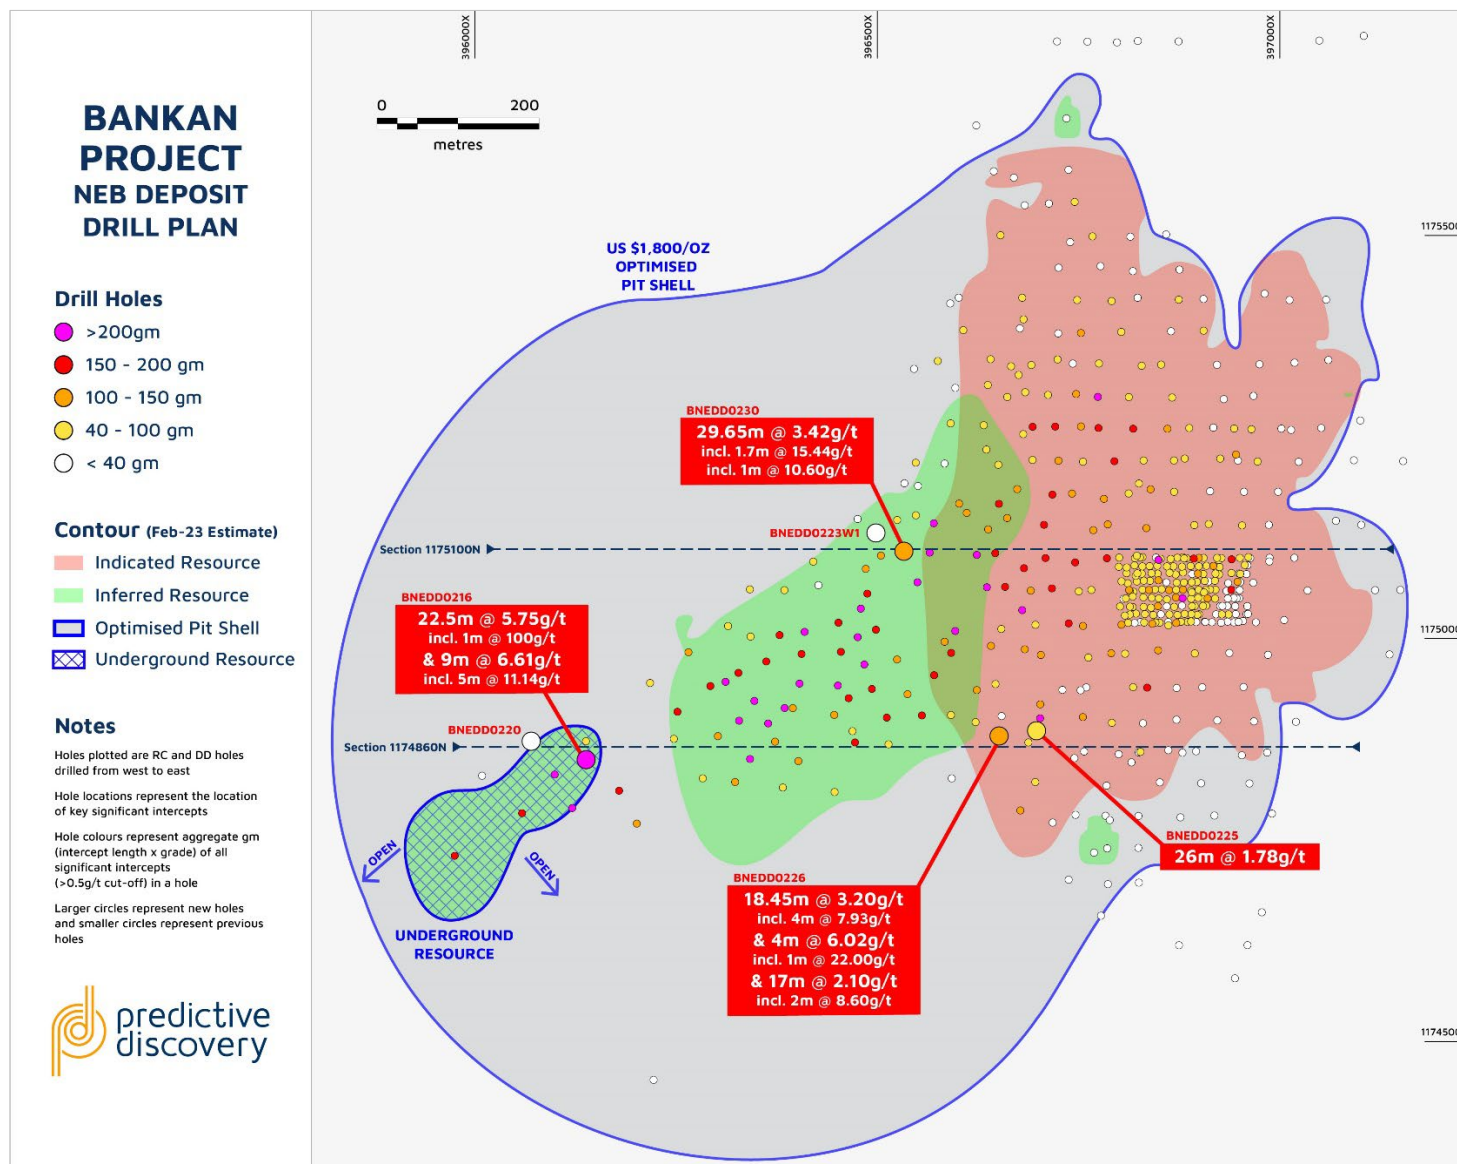 BANKAN
PROJECT
NEB DEPOSIT
DRILL PLAN
Drill Holes
>200gm
150 - 200 gm
100 - 150 gm
40 - 100 gm
< 40 gm
Contour (Feb-23 Estimate)
Indicated Resource
Inferred Resource
Optimised Pit Shell
Underground Resource
Notes
Holes plotted are RC and DD holes
drilled from west to east
Hole locations represent the location
of key significant intercepts
Hole colours represent aggregate gm
(intercept length x grade) of all
significant intercepts
(>0.5g/t cut-off) in a hole
Larger circles represent new holes
and smaller circles represent previous
holes
predictive
discovery
396000X
396500X
397000X
0 200
metres
1175500
US $1,800/OZ
OPTIMISED
PIT SHELL
BNEDD0230
29.65m @ 3.42g/t
incl. 1.7m @ 15.44g/t
incl. 1m @ 10.60g/t
BNEDD0223W1
Section 1175100N
BNEDD0216
22.5m @ 5.75g/t
incl. 1m @ 100g/t
& 9m @ 6.61g/t
incl. 5m @ 11.14g/t
1175000
BNEDD0220
Section 1174860N
OPEN
OPEN
UNDERGROUND
RESOURCE
BNEDD0225
26m @ 1.78g/t
BNEDD0226
18.45m @ 3.20g/t
incl. 4m @ 7.93g/t
& 4m @ 6.02g/t
incl. 1m @ 22.00g/t
& 17m @ 2.10g/t
incl. 2m @ 8.60g/t
1174500